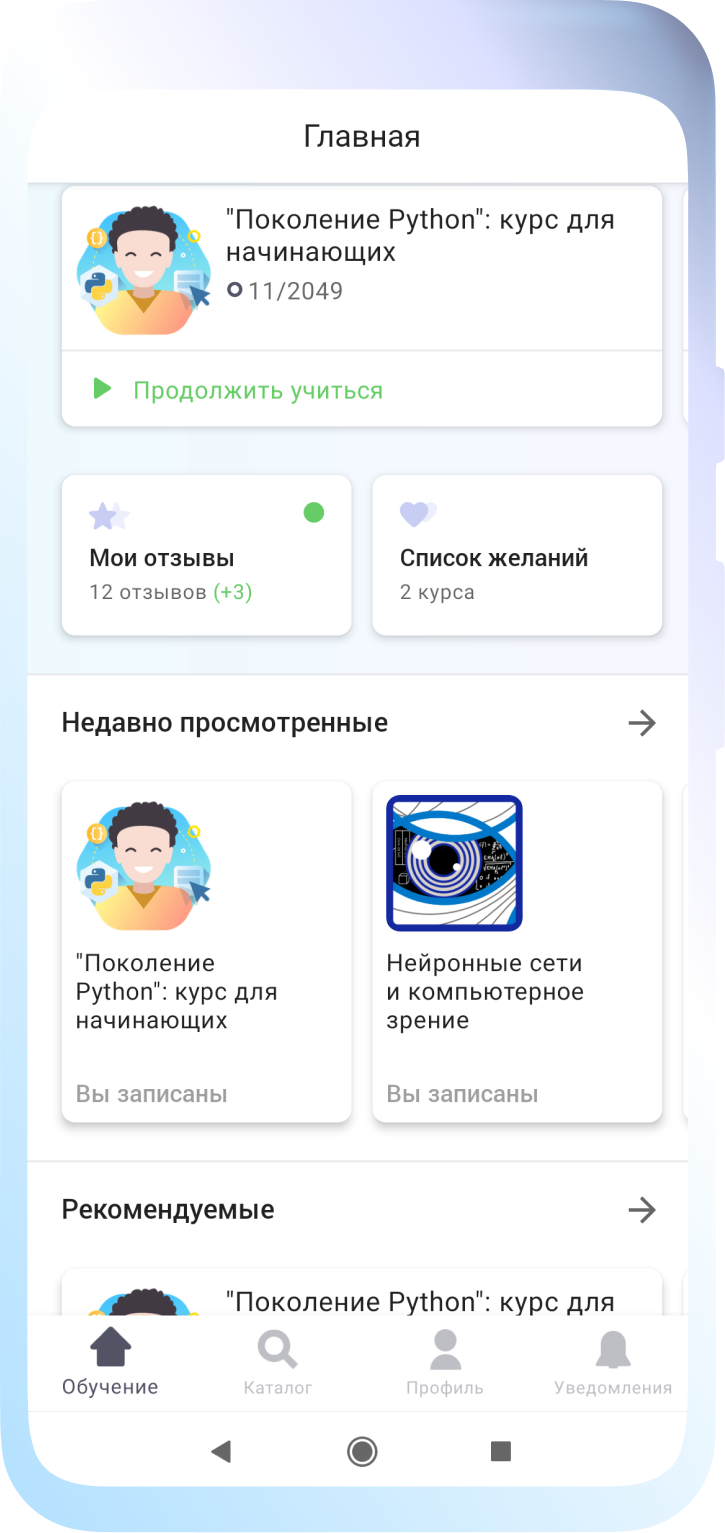 Главная
"Поколение Python": курс для
начинающих
11/2049
Продолжить учиться
Мои отзывы
12 отзывов (+3)
Список желаний
2 курса
Недавно просмотренные
"Поколение
Python": курс для
начинающих
Вы записаны
Нейронные сети
и компьютерное
зрение
Вы записаны
Рекомендуемые
"Поколение Python": курс для
Обучение
Каталог
Профиль
Уведомления